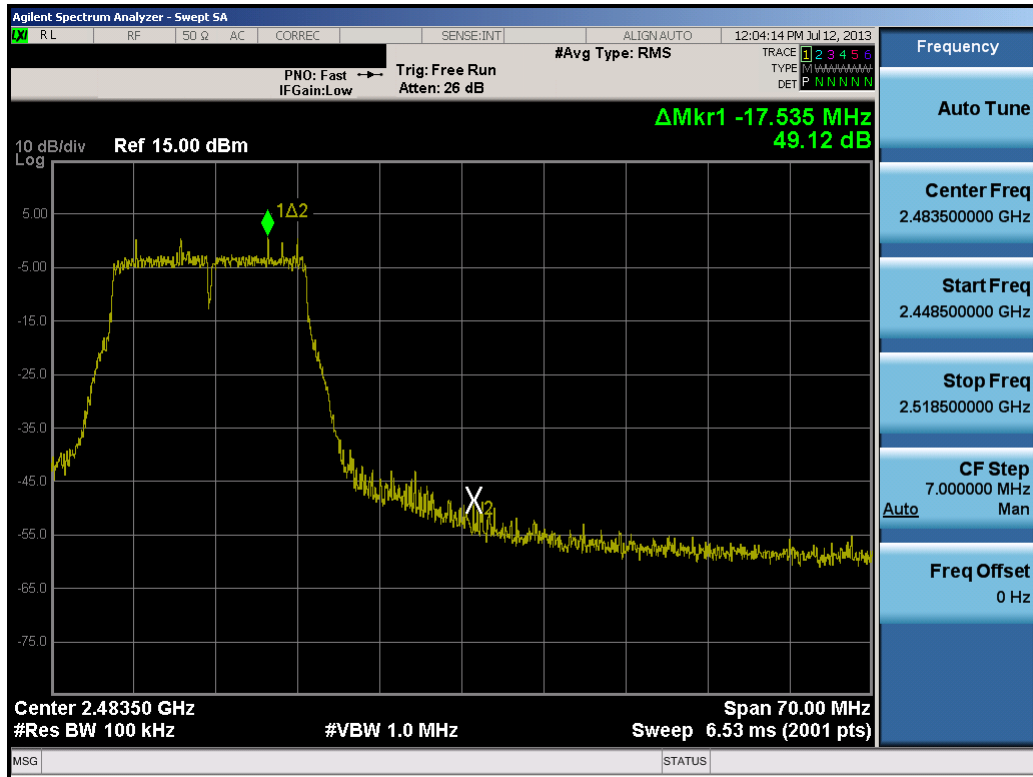 Agilent Spectrum Analyzer - Swept SA
LXI RL RF 50 Ω AC CORREC SENSE:INT ALIGNAUTO 12:04:14 PM Jul 12, 2013
#Avg Type: RMS TRACE 1 2 3 4 5 6
PNO: Fast Trig: Free Run TYPE M WWWWW
IFGain:Low Atten: 26 dB DET P N N N N N
ΔMkr1 -17.535 MHz
49.12 dB
10 dB/div Ref 15.00 dBm
Log
1Δ2
5.00
-5.00
-15.0
-25.0
-35.0
-45.0
2
-55.0
-65.0
-75.0
Center 2.48350 GHz Span 70.00 MHz
#Res BW 100 kHz #VBW 1.0 MHz Sweep 6.53 ms (2001 pts)
MSG STATUS
Frequency
Auto Tune
Center Freq
2.483500000 GHz
Start Freq
2.448500000 GHz
Stop Freq
2.518500000 GHz
CF Step
7.000000 MHz
Auto Man
Freq Offset
0 Hz